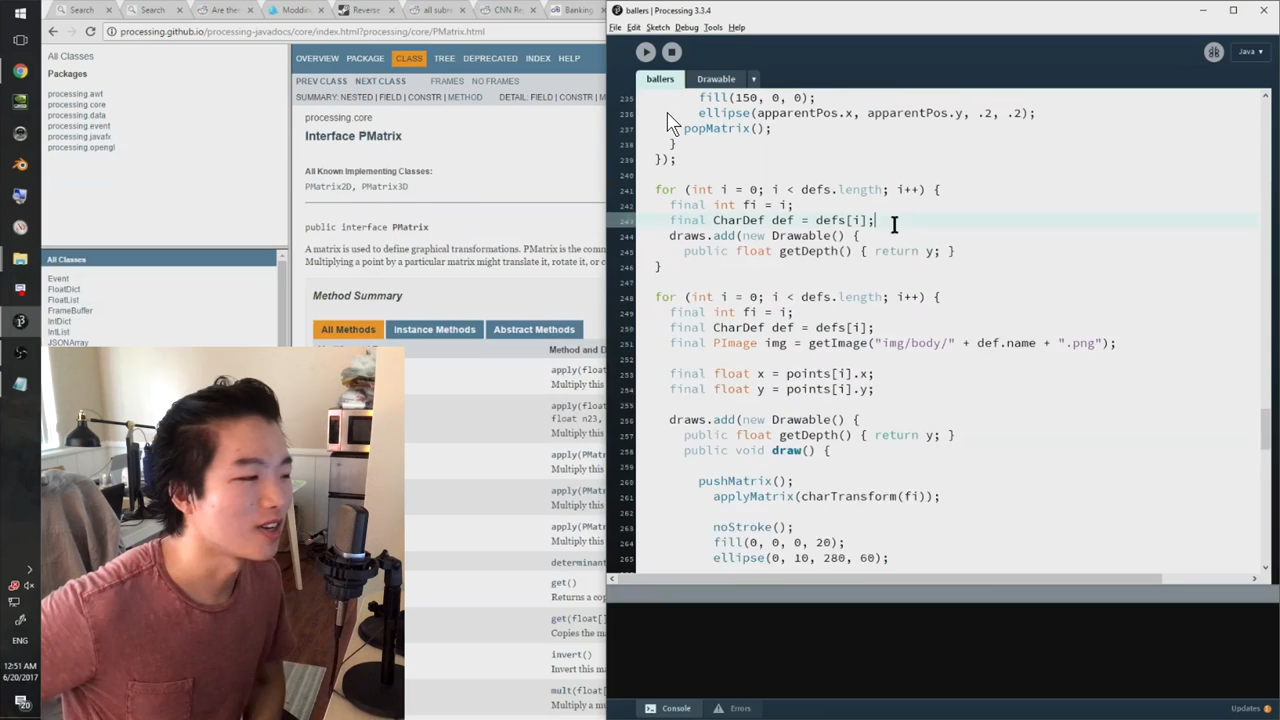 Search
Search
Are the
Modding
Reverse
all subre
CNN Re
Banking
processing.github.io/processing-javadocs/core/index.html?processing/core/PMatrix.html
All Classes
Packages
processing.awt
processing.core
processing.data
processing.event
processing.javafx
processing.opengl
All Classes
Event
FloatDict
FloatList
FrameBuffer
IntDict
IntList
JSONArray
OVERVIEW PACKAGE CLASS TREE DEPRECATED INDEX HELP
PREV CLASS NEXT CLASS FRAMES NO FRAMES
SUMMARY: NESTED | FIELD | CONSTR | METHOD DETAIL: FIELD | CONSTR | M
processing.core
Interface PMatrix
All Known Implementing Classes:
PMatrix2D, PMatrix3D
public interface PMatrix
A matrix is used to define graphical transformations. PMatrix is the com
Multiplying a point by a particular matrix might translate it, rotate it, or c
Method Summary
All Methods Instance Methods Abstract Methods
Method and D
apply(float
Multiply this
apply(float
float n23,
Multiply this
apply(PMat
Multiply this
apply(PMatr
Multiply this
apply(PMatr
Multiply this
determinant
get()
Returns a cop
get(float[]
Copies the ma
invert()
Invert this ma
mult(float[
Multiply a mu
ballers | Processing 3.3.4
File Edit Sketch Debug Tools Help
Java
ballers Drawable
235 fill(150, 0, 0);
236 ellipse(apparentPos.x, apparentPos.y, .2, .2);
237 popMatrix();
238 }
239 });
240
241 for (int i = 0; i < defs.length; i++) {
242 final int fi = i;
243 final CharDef def = defs[i];
244 draws.add(new Drawable() {
245 public float getDepth() { return y; }
246 }
247
248 for (int i = 0; i < defs.length; i++) {
249 final int fi = i;
250 final CharDef def = defs[i];
251 final PImage img = getImage("img/body/" + def.name + ".png");
252
253 final float x = points[i].x;
254 final float y = points[i].y;
255
256 draws.add(new Drawable() {
257 public float getDepth() { return y; }
258 public void draw() {
259
260 pushMatrix();
261 applyMatrix(charTransform(fi));
262
263 noStroke();
264 fill(0, 0, 0, 20);
265 ellipse(0, 10, 280, 60);
Console Errors
Updates
ENG
12:51 AM
6/20/2017
20